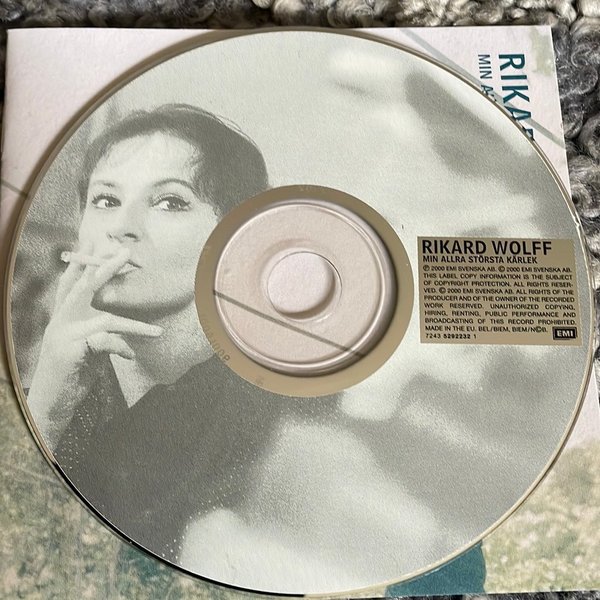 RIKA
MIN A
RIKARD WOLFF
MIN ALLRA STÖRSTA KÄRLEK
℗ 2000 EMI SVENSKA AB. © 2000 EMI SVENSKA AB.
THIS LABEL COPY INFORMATION IS THE SUBJECT
OF COPYRIGHT PROTECTION. ALL RIGHTS RESER-
VED. © 2000 EMI SVENSKA AB. ALL RIGHTS OF THE
PRODUCER AND OF THE OWNER OF THE RECORDED
WORK RESERVED. UNAUTHORIZED COPYING,
HIRING, RENTING, PUBLIC PERFORMANCE AND
BROADCASTING OF THIS RECORD PROHIBITED.
MADE IN THE EU. BEL/BIEM, BIEM/N©B.
7243 5292232 1 EMI